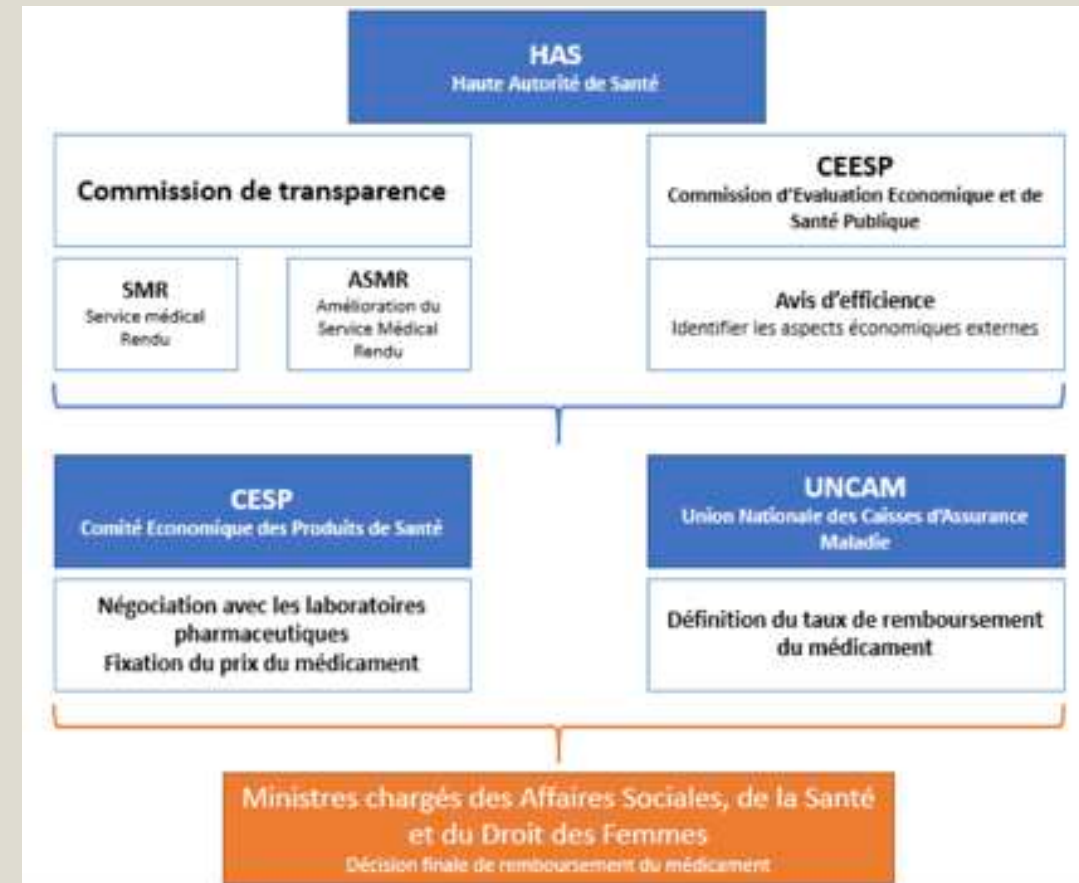 HAS
Haute Autorité de Santé
Commission de transparence
CEESP
Commission d'Evaluation Economique et de
Santé Publique
SMR
Service médical
Rendu
ASMR
Amélioration du
Service Médical
Rendu
Avis d'efficience
Identifier les aspects économiques externes
CESP
Comité Economique des Produits de Santé
UNCAM
Union Nationale des Caisses d'Assurance
Maladie
Négociation avec les laboratoires
pharmaceutiques
Fixation du prix du médicament
Définition du taux de remboursement
du médicament
Ministres chargés des Affaires Sociales, de la Santé
et du Droit des Femmes
Décision finale de remboursement du médicament